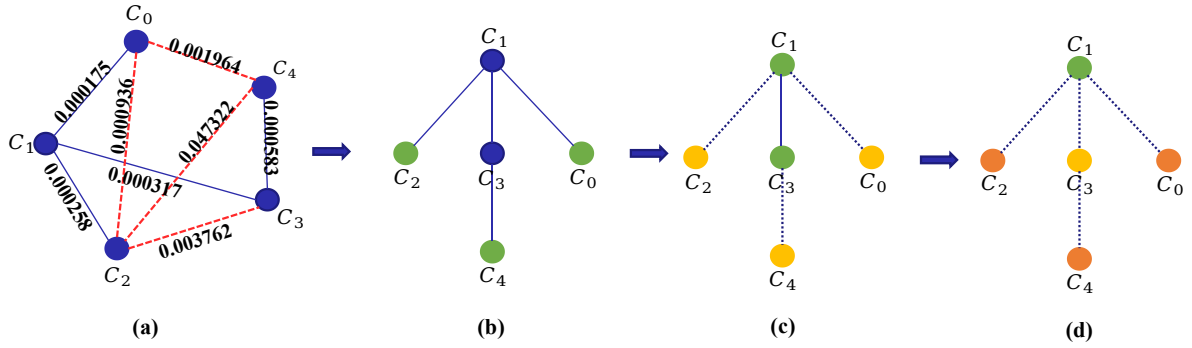 C0
0.001964
C4
0.000175
0.000936
0.047322
0.000583
C1
0.000317
0.000258
C3
0.003762
C2
(a)
C1
C2
C3
C0
C4
(b)
C1
C2
C3
C0
C4
(c)
C1
C2
C3
C0
C4
(d)